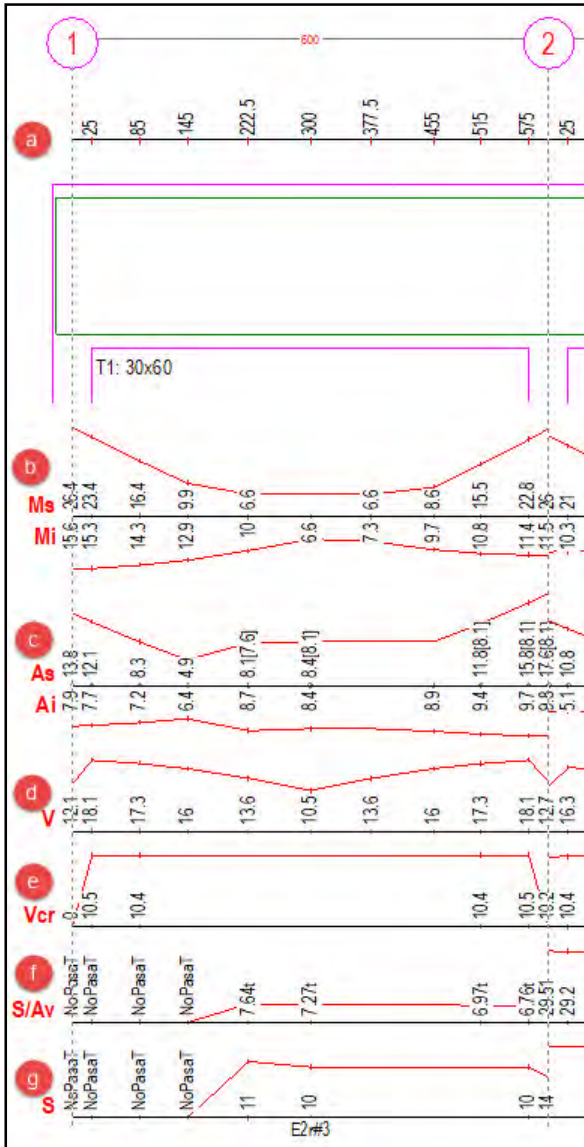 1
600
2
a
25 85 145 222.5 300 377.5 455 515 575 25
T1: 30x60
b
Ms 26.4 23.4 16.4 9.9 6.6 6.6 8.6 15.5 22.8 26 21
Mi 15.6 15.3 14.3 12.9 10 6.6 7.3 9.7 10.8 11.4 11.5 10.3
c
As 13.8 12.1 8.3 4.9 8.1[7.6] 8.4[8.1] 11.8[8.1] 15.8[8.1] 17.6[8.1] 10.8
Ai 7.9 7.7 7.2 6.4 8.7 8.4 8.9 9.4 9.7 9.8 5.1
d
V 12.1 18.1 17.3 16 13.6 10.5 13.6 16 17.3 18.1 12.7 16.3
e
Vcr 0 10.5 10.4 10.4 10.5 10.2 10.4
f
S/Av NoPasaT NoPasaT NoPasaT NoPasaT 7.64t 7.27t 6.97t 6.76t 29.51 29.2
g
S NoPasaT NoPasaT NoPasaT NoPasaT 11 10 10 14
E2r#3